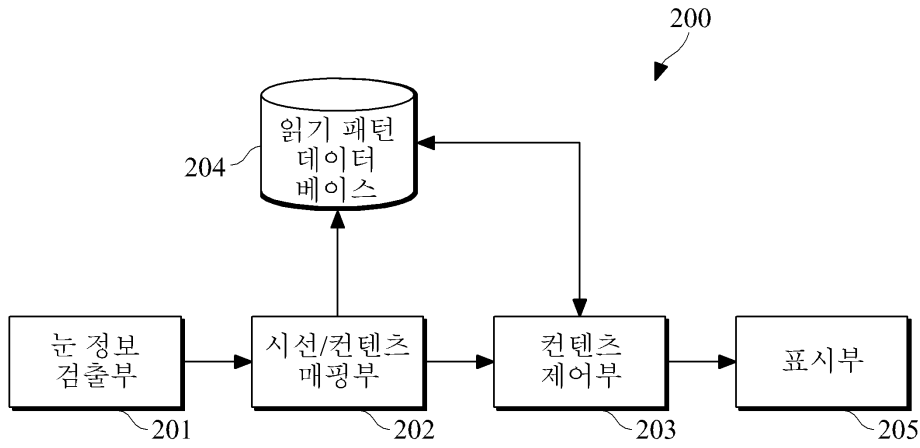 200
읽기 패턴
데이터
베이스
204
눈 정보
검출부
201
시선/컨텐츠
매핑부
202
컨텐츠
제어부
203
표시부
205